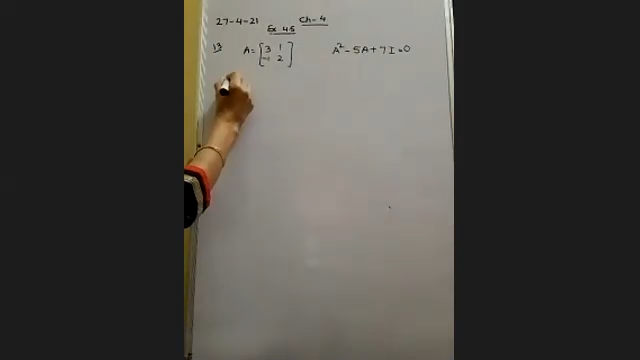 27-4-21 Ch-4
Ex 4.5
13 A = [3 1 -1 2] A² - 5A + 7I = 0